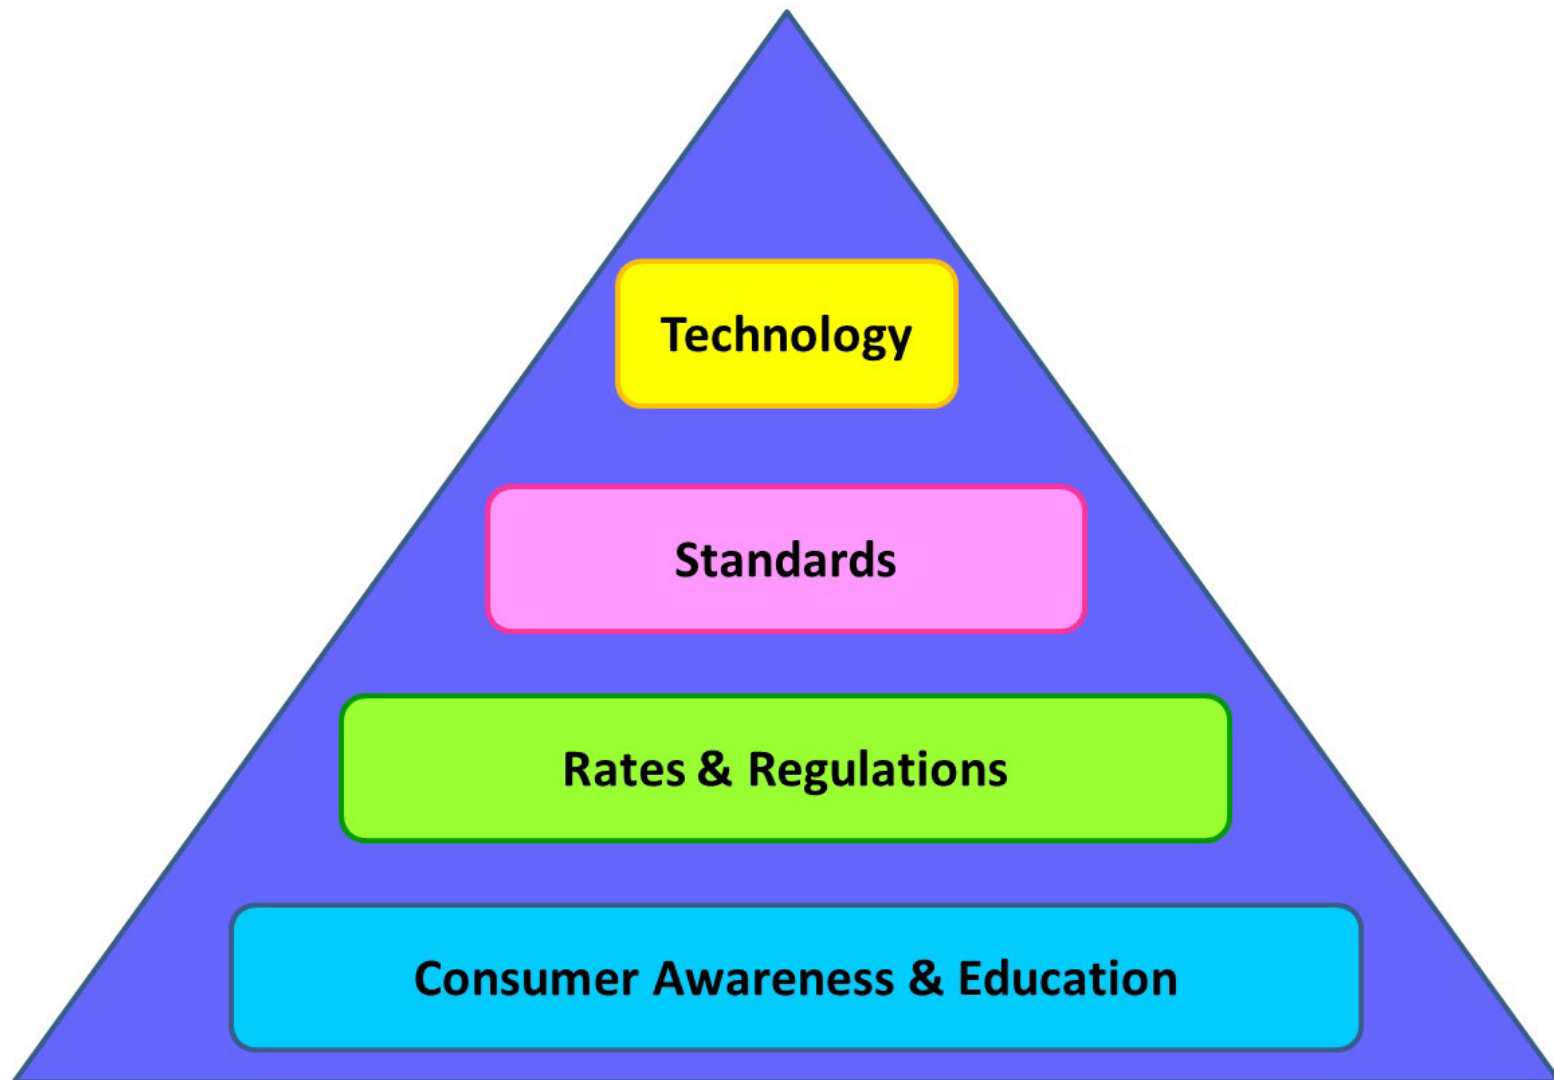 Technology
Standards
Rates & Regulations
Consumer Awareness & Education